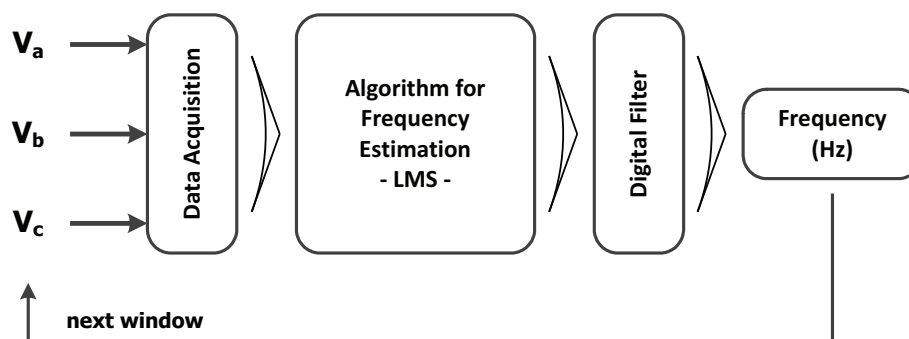 Va
Vb
Vc
Data Acquisition
Algorithm for
Frequency
Estimation
- LMS -
Digital Filter
Frequency
(Hz)
next window